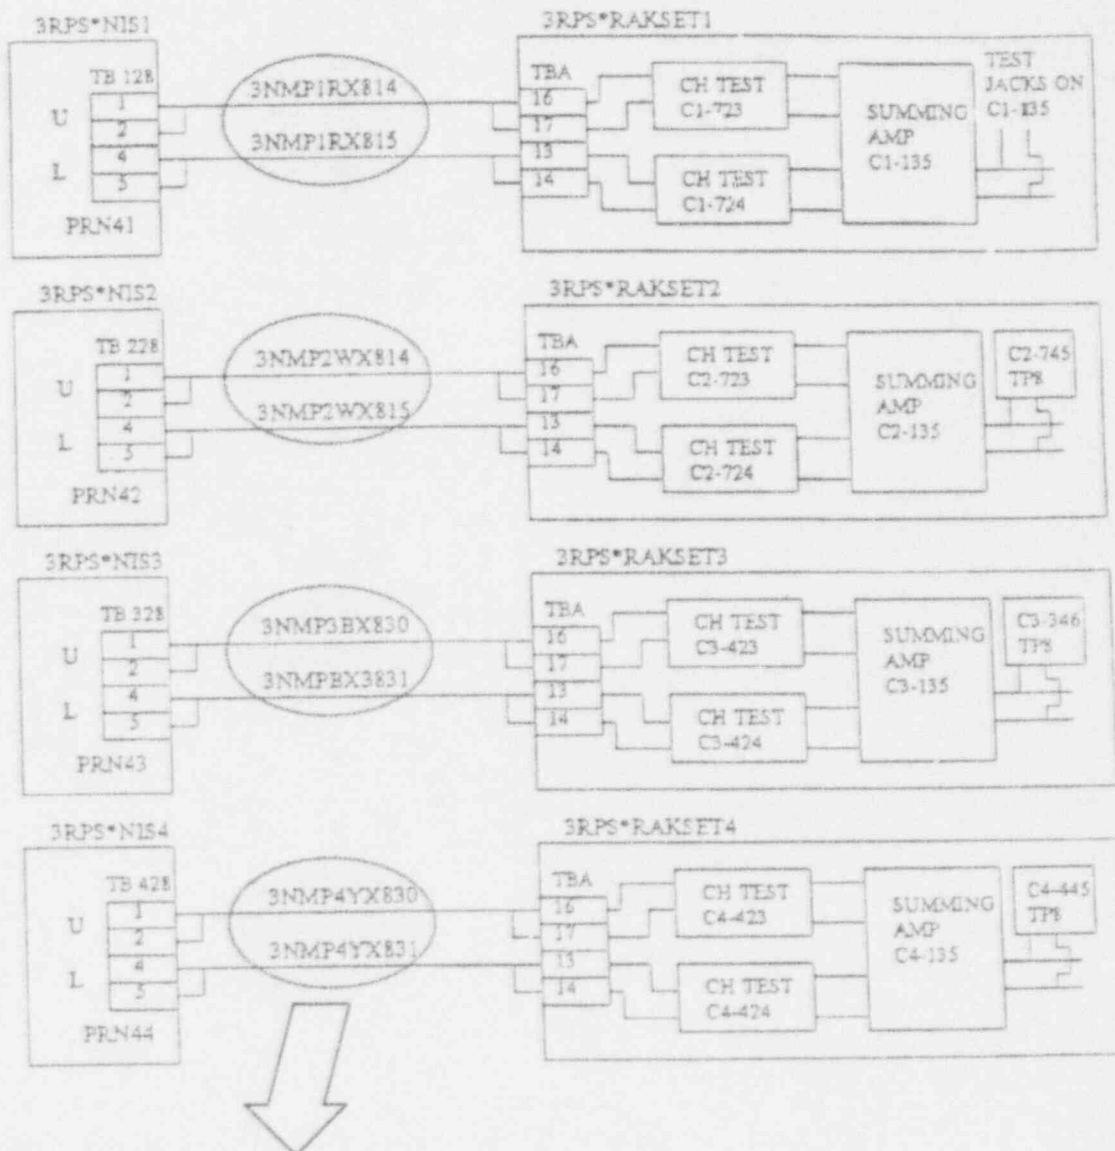 3RPS*NIS1
TB 128
U
L
1
2
4
5
PRN41
3NMP1RX814
3NMP1RX815
3RPS*RAKSET1
TBA
16
17
13
14
CH TEST
C1-723
CH TEST
C1-724
SUMMING
AMP
C1-135
TEST
JACKS ON
C1-135
3RPS*NIS2
TB 228
U
L
1
2
4
5
PRN42
3NMP2WX814
3NMP2WX815
3RPS*RAKSET2
TBA
16
17
13
14
CH TEST
C2-723
CH TEST
C2-724
SUMMING
AMP
C2-135
C2-745
TP8
3RPS*NIS3
TB 328
U
L
1
2
4
5
PRN43
3NMP3BX830
3NMPBX3831
3RPS*RAKSET3
TBA
16
17
13
14
CH TEST
C3-423
CH TEST
C3-424
SUMMING
AMP
C3-135
C3-346
TP8
3RPS*NIS4
TB 428
U
L
1
2
4
5
PRN44
3NMP4YX830
3NMP4YX831
3RPS*RAKSET4
TBA
16
17
13
14
CH TEST
C4-423
CH TEST
C4-424
SUMMING
AMP
C4-135
C4-445
TP8